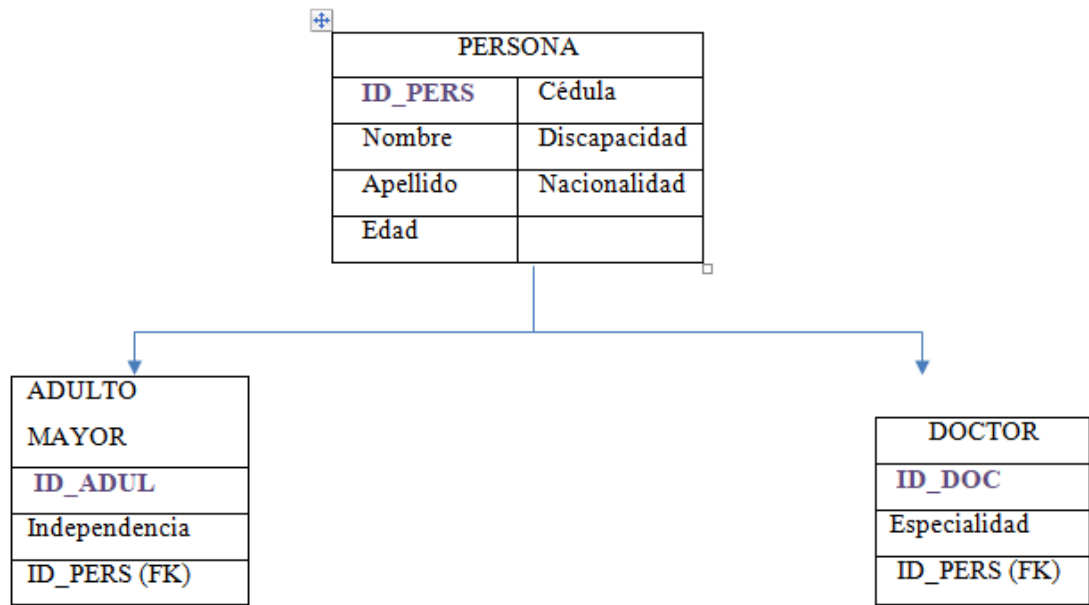 PERSONA
ID_PERS Cédula
Nombre Discapacidad
Apellido Nacionalidad
Edad
ADULTO
MAYOR
ID_ADUL
Independencia
ID_PERS (FK)
DOCTOR
ID_DOC
Especialidad
ID_PERS (FK)